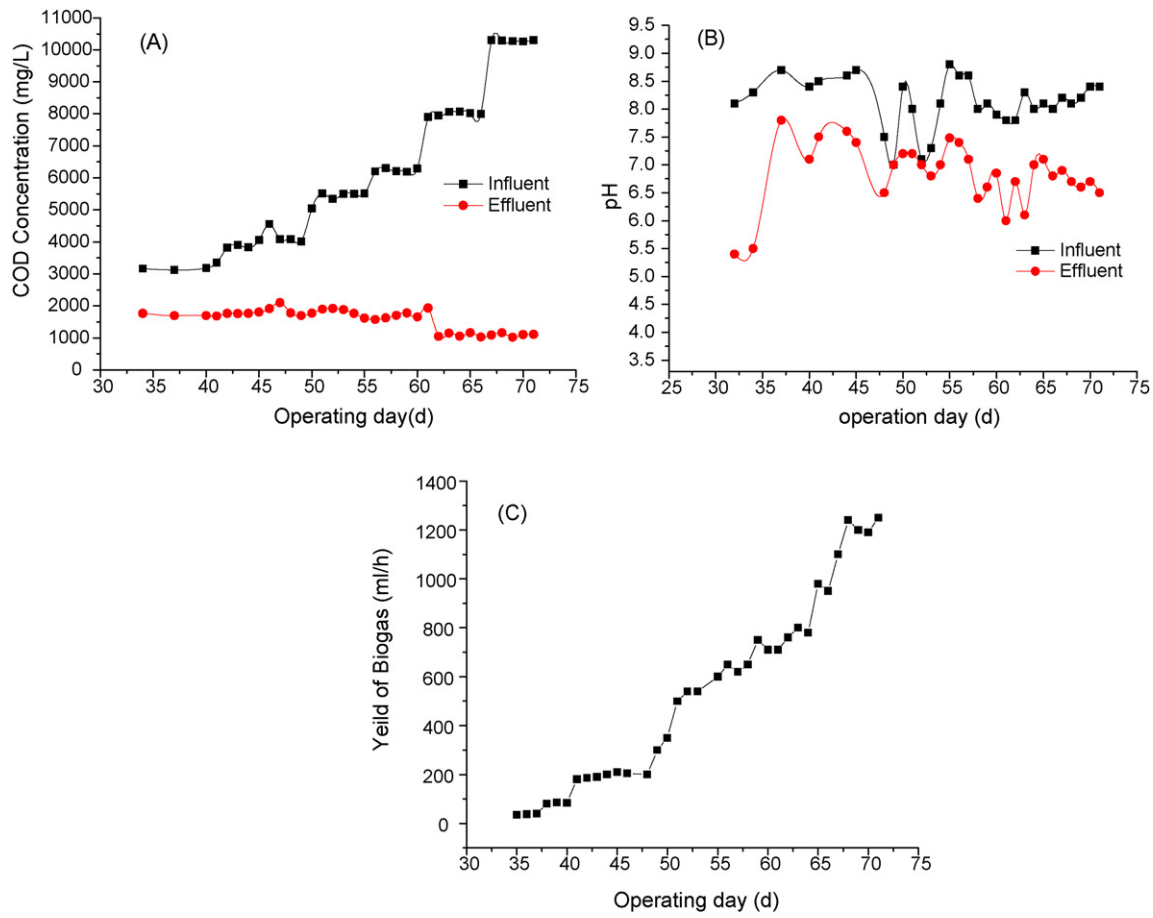 (A)
COD Concentration (mg/L)
11000
10000
9000
8000
7000
6000
5000
4000
3000
2000
1000
0
Influent
Effluent
30 35 40 45 50 55 60 65 70 75
Operating day(d)
(B)
pH
9.5
9.0
8.5
8.0
7.5
7.0
6.5
6.0
5.5
5.0
4.5
4.0
3.5
Influent
Effluent
25 30 35 40 45 50 55 60 65 70 75
operation day (d)
(C)
Yeild of Biogas (ml/h)
1400
1200
1000
800
600
400
200
0
30 35 40 45 50 55 60 65 70 75
Operating day (d)